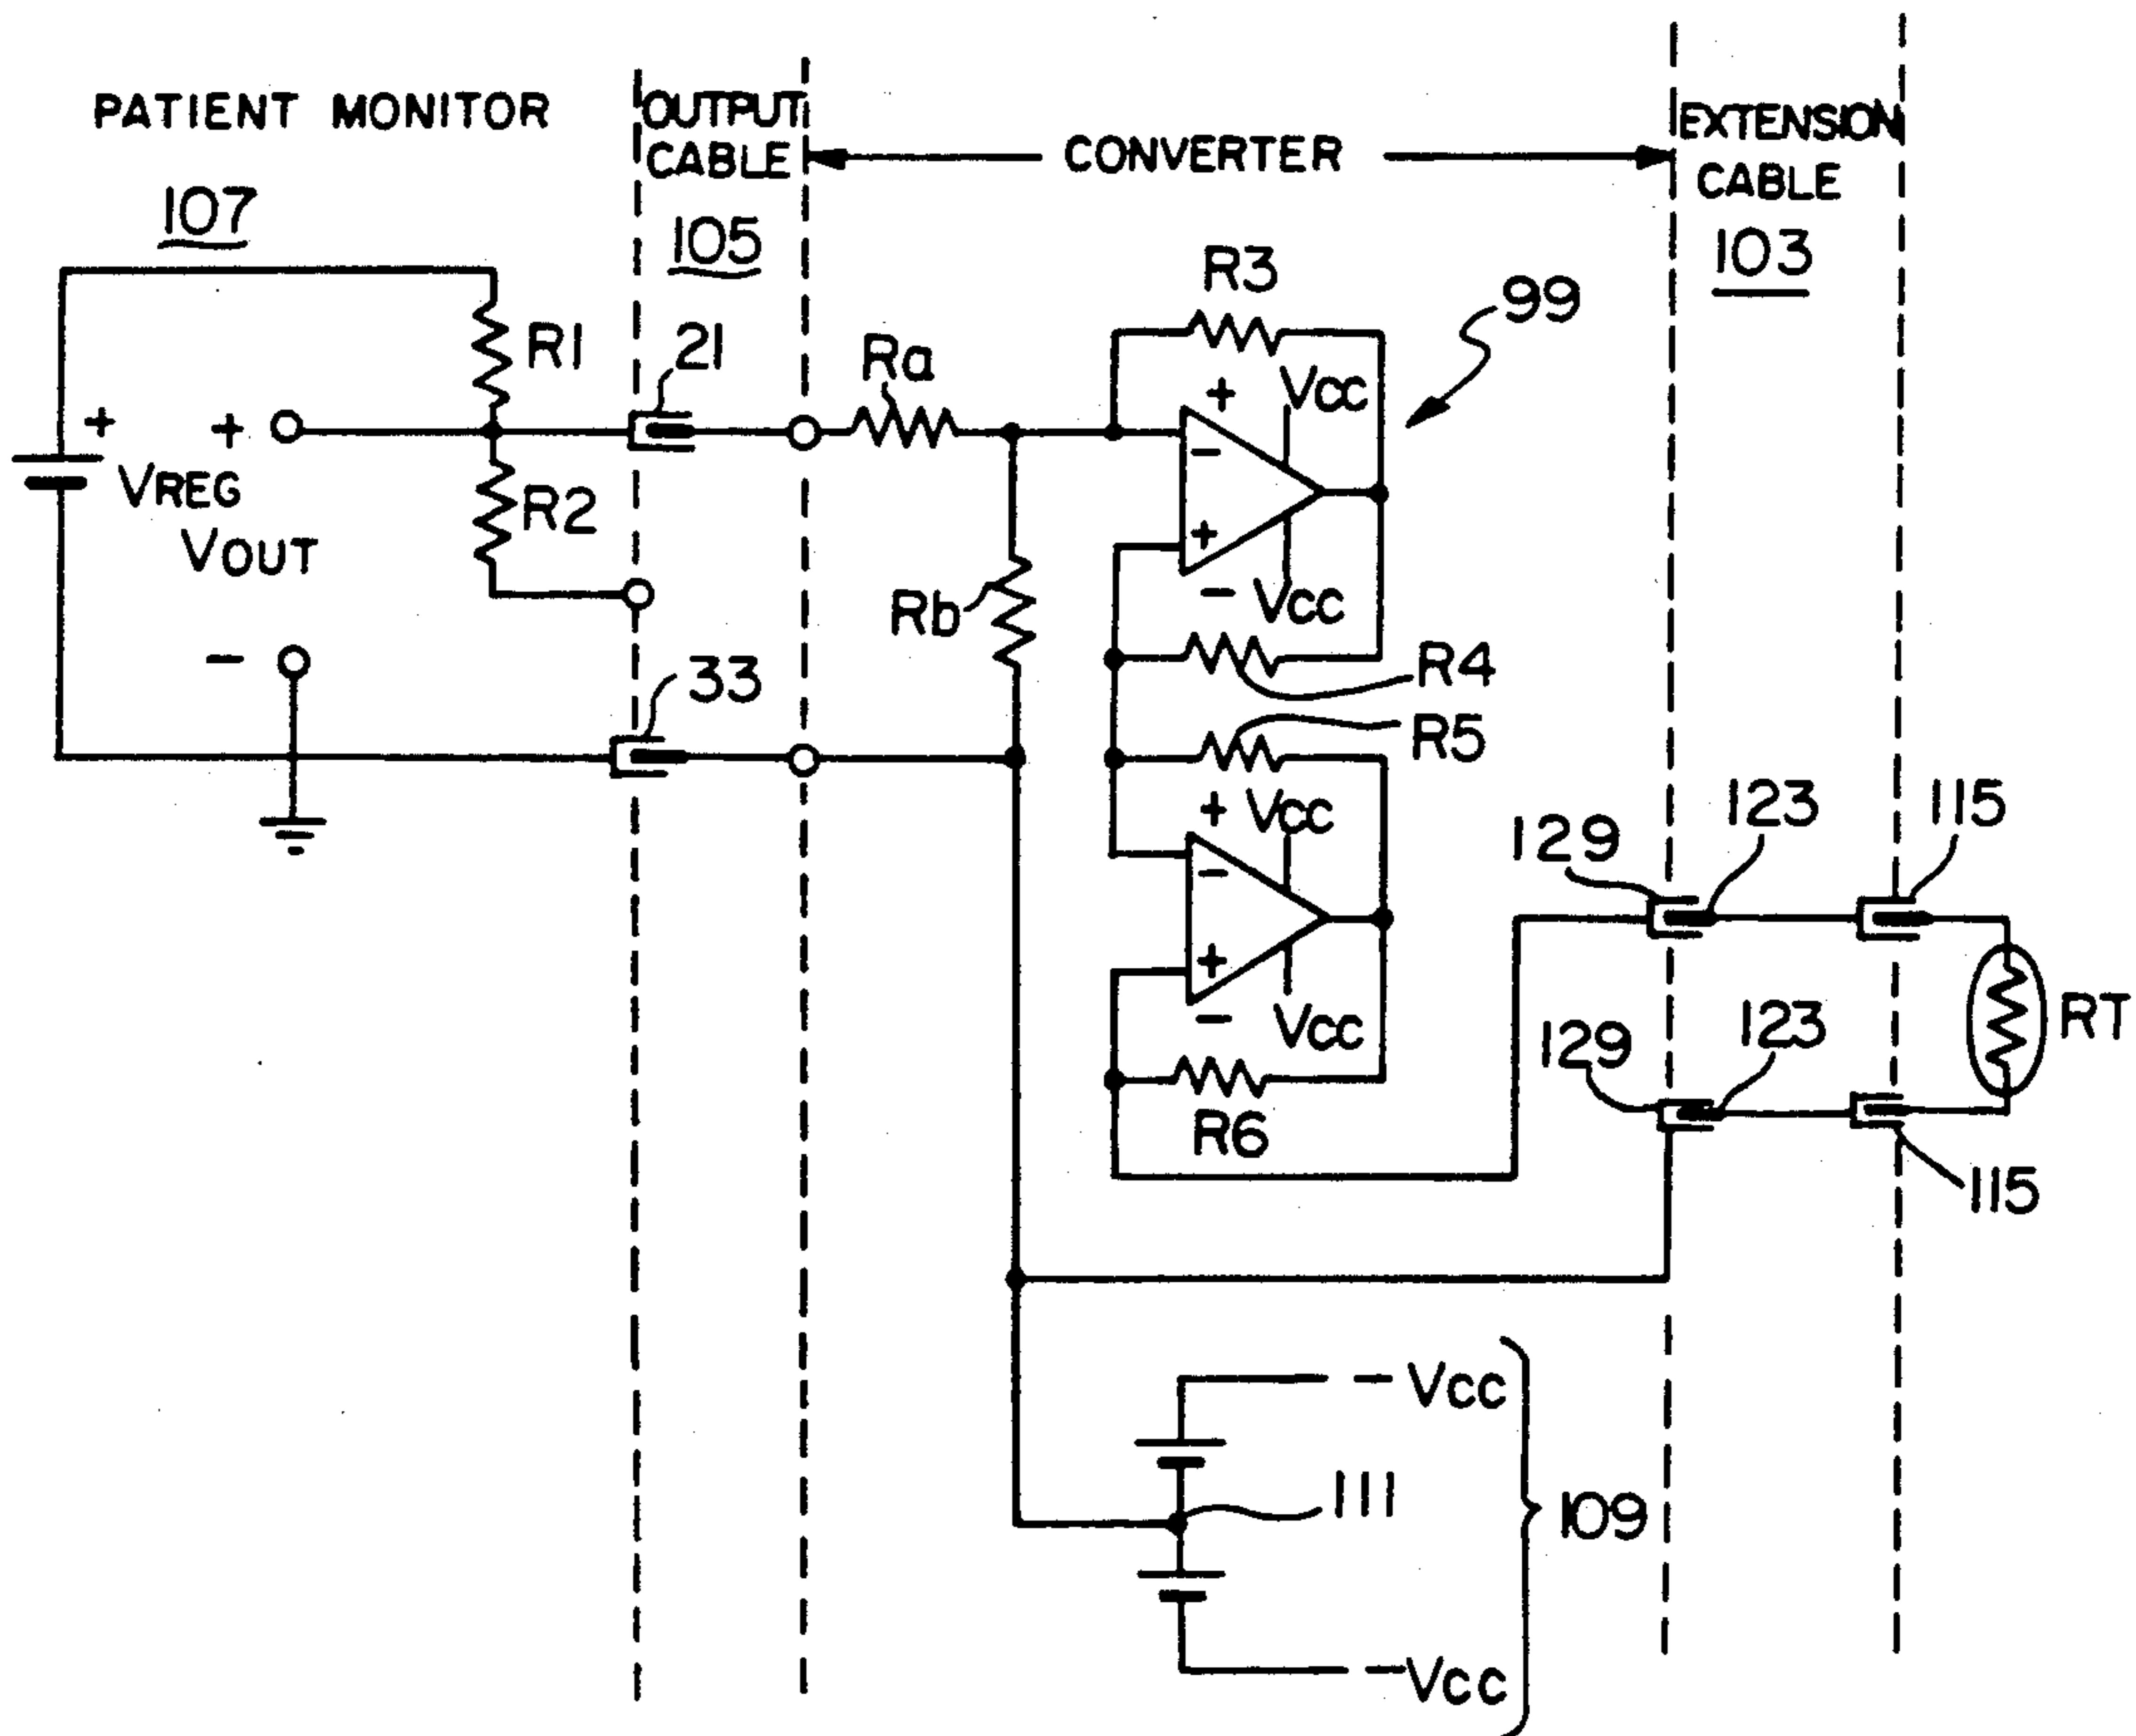 PATIENT MONITOR
OUTPUT
CABLE
CONVERTER
EXTENSION
CABLE
107
105
103
R1
21
Ra
R3
99
+
+
VREG
VOUT
−
R2
33
Rb
+ VCC
−
+
− VCC
R4
R5
+ VCC
−
+
− VCC
R6
129
123
115
129
123
RT
115
− VCC
111
109
− VCC